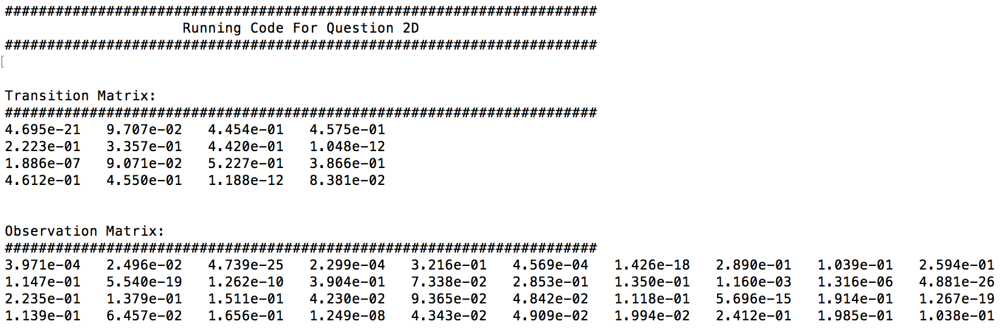 ######################################################################
Running Code For Question 2D
######################################################################
[
Transition Matrix:
######################################################################
4.695e-21 9.707e-02 4.454e-01 4.575e-01
2.223e-01 3.357e-01 4.420e-01 1.048e-12
1.886e-07 9.071e-02 5.227e-01 3.866e-01
4.612e-01 4.550e-01 1.188e-12 8.381e-02
Observation Matrix:
######################################################################
3.971e-04 2.496e-02 4.739e-25 2.299e-04 3.216e-01 4.569e-04 1.426e-18 2.890e-01 1.039e-01 2.594e-01
1.147e-01 5.540e-19 1.262e-10 3.904e-01 7.338e-02 2.853e-01 1.350e-01 1.160e-03 1.316e-06 4.881e-26
2.235e-01 1.379e-01 1.511e-01 4.230e-02 9.365e-02 4.842e-02 1.118e-01 5.696e-15 1.914e-01 1.267e-19
1.139e-01 6.457e-02 1.656e-01 1.249e-08 4.343e-02 4.909e-02 1.994e-02 2.412e-01 1.985e-01 1.038e-01